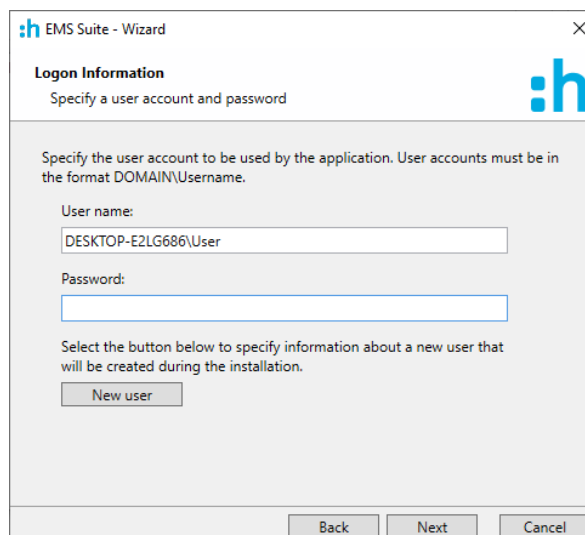 :h EMS Suite - Wizard
Logon Information
Specify a user account and password
:h
Specify the user account to be used by the application. User accounts must be in
the format DOMAIN\Username.
User name:
DESKTOP-E2LG686\User
Password:
Select the button below to specify information about a new user that
will be created during the installation.
New user
Back Next Cancel